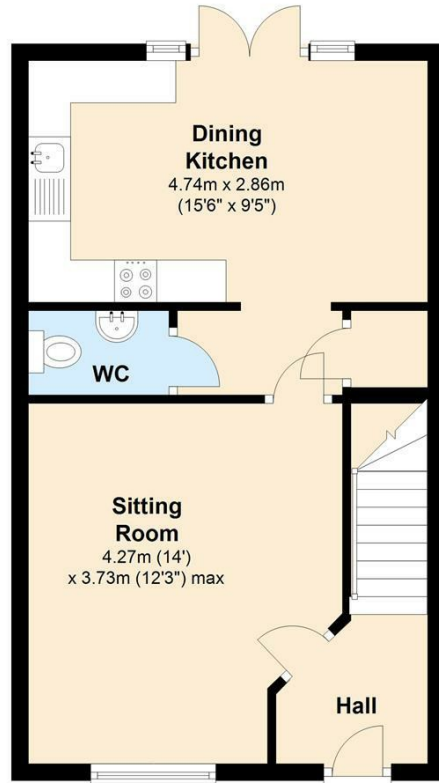 Dining
Kitchen
4.74m x 2.86m
(15'6" x 9'5")
WC
Sitting
Room
4.27m (14')
x 3.73m (12'3") max
Hall